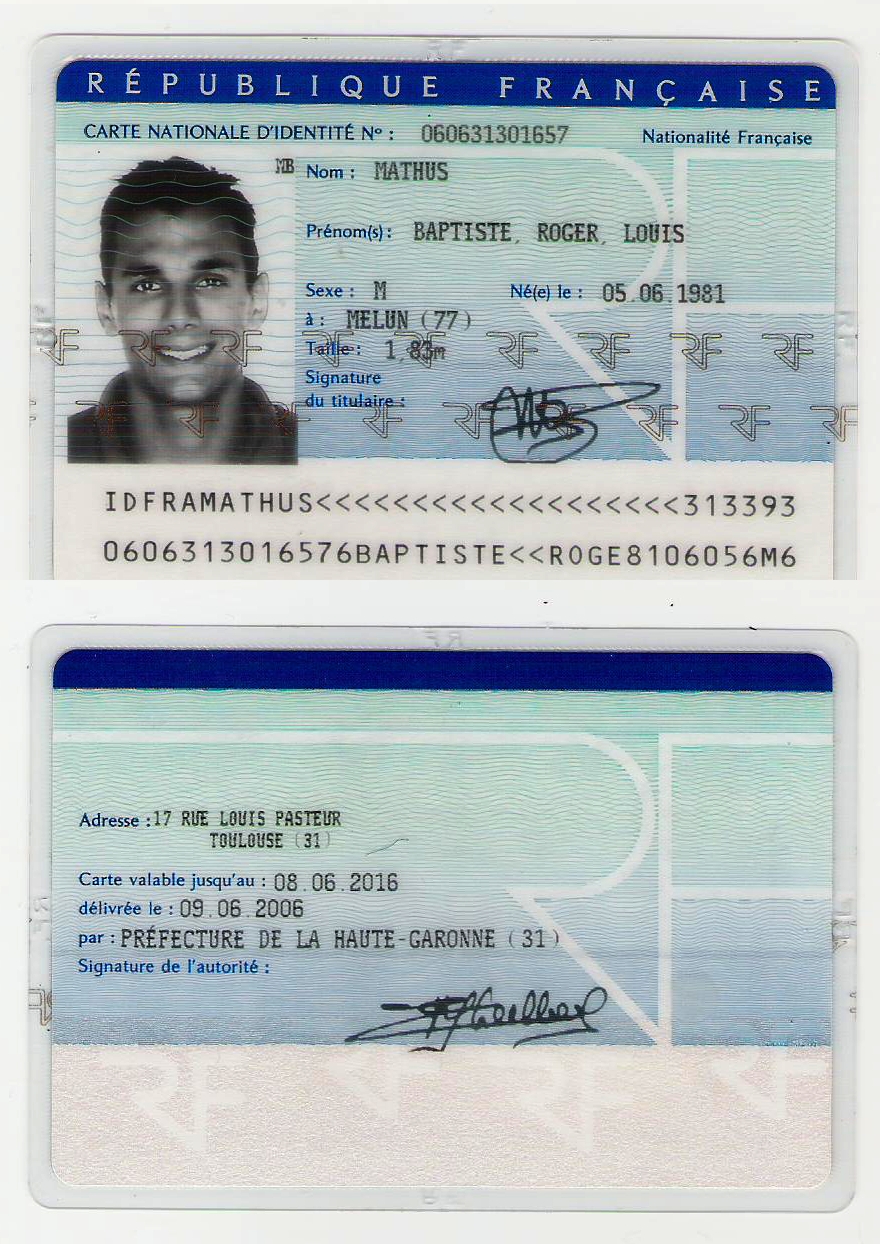 RÉPUBLIQUE FRANÇAISE
CARTE NATIONALE D'IDENTITÉ Nº : 060631301657 Nationalité Française
MB Nom : MATHUS
Prénom(s) : BAPTISTE, ROGER, LOUIS
Sexe : M Né(e) le : 05.06.1981
à : MELUN (77)
Taille : 1,83m
Signature
du titulaire :
IDFRAMATHUS<<<<<<<<<<<<<<<<<<<313393
0606313016576BAPTISTE<<ROGE8106056M6
Adresse : 17 RUE LOUIS PASTEUR
TOULOUSE (31)
Carte valable jusqu'au : 08.06.2016
délivrée le : 09.06.2006
par : PRÉFECTURE DE LA HAUTE-GARONNE (31)
Signature de l'autorité :